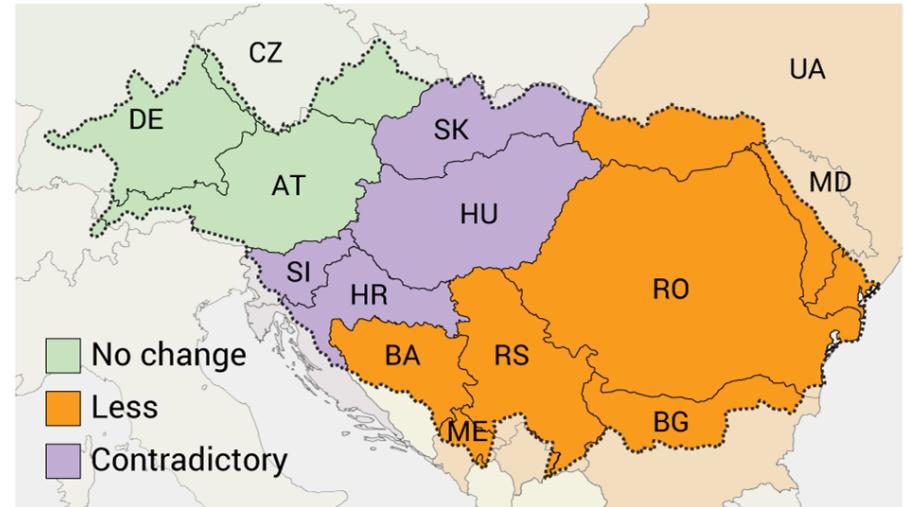 CZ
UA
DE
SK
AT
MD
HU
SI
HR
RO
No change
BA
RS
Less
BG
ME
Contradictory